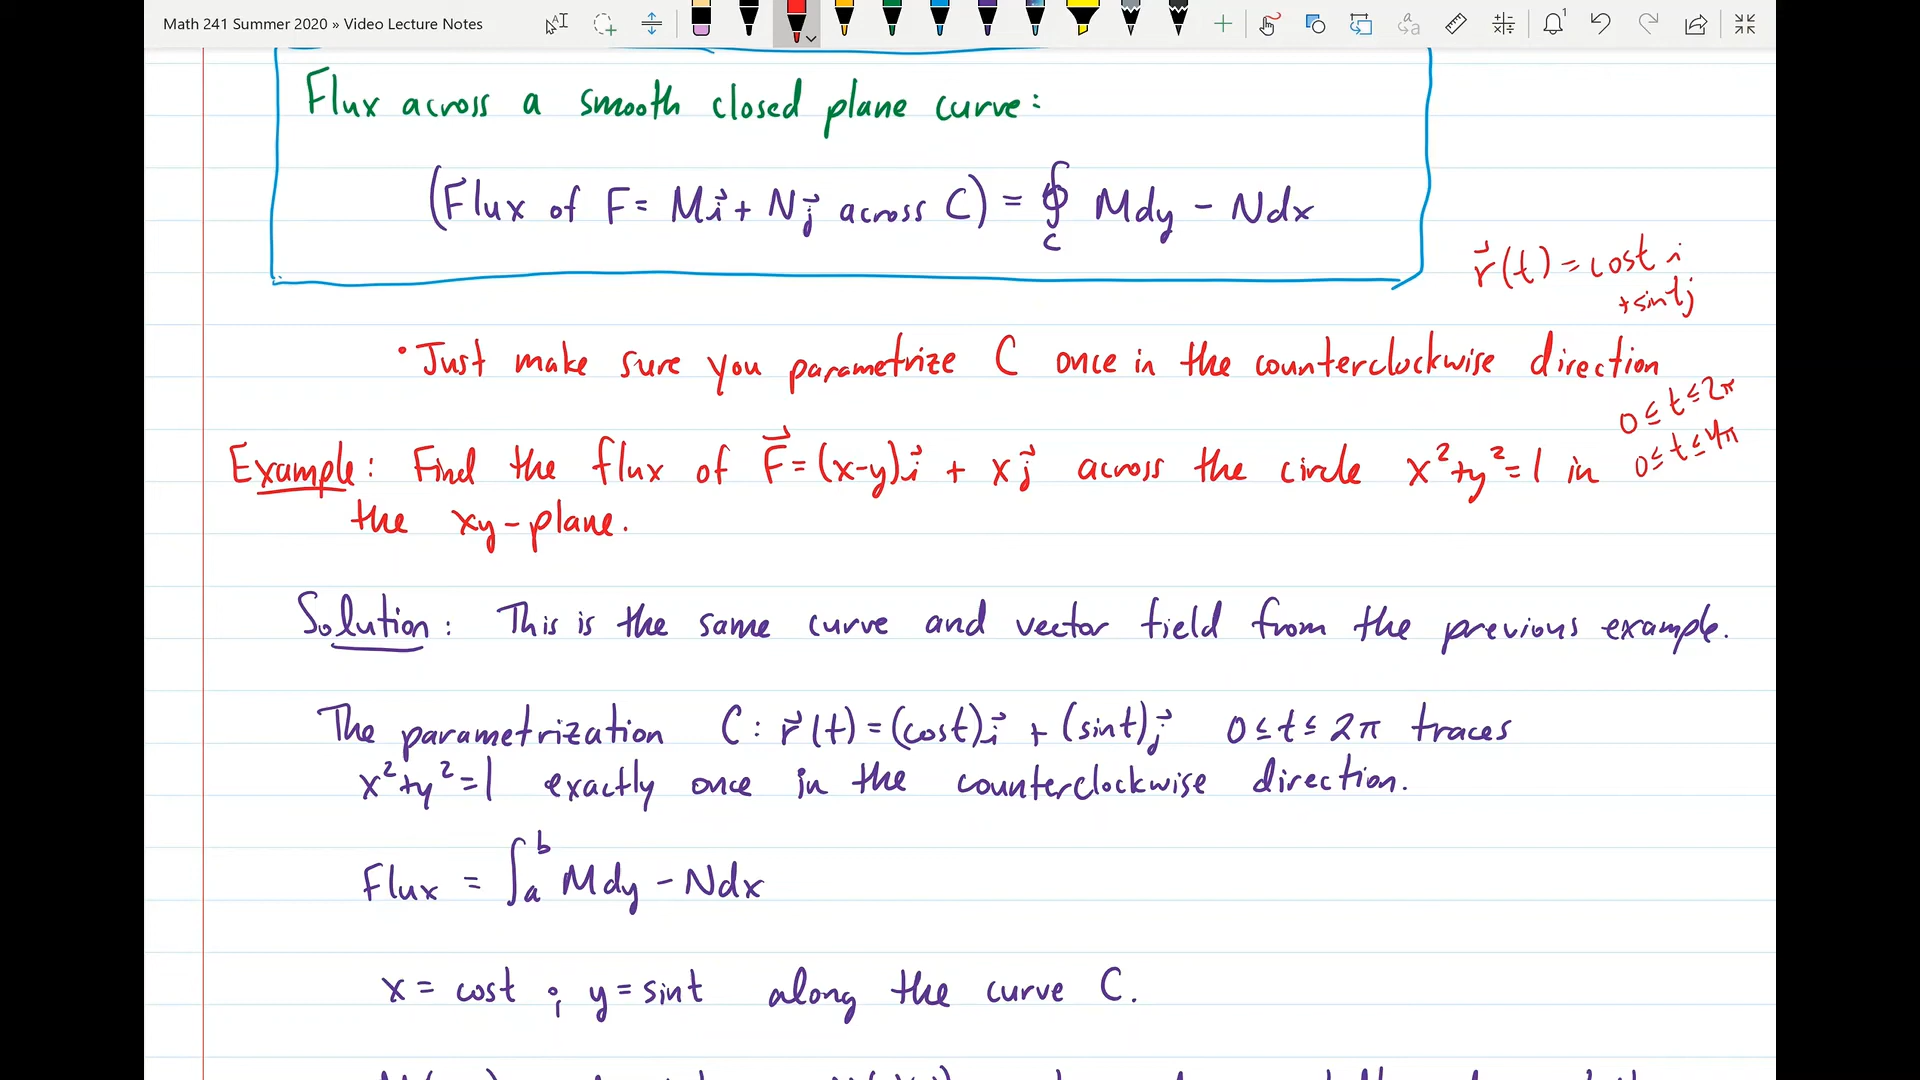 Math 241 Summer 2020 » Video Lecture Notes
Flux across a smooth closed plane curve:
(Flux of F = M i⃗ + N j⃗ across C) = ∮_C Mdy - Ndx
r⃗(t) = cost i
+ sint j
• Just make sure you parametrize C once in the counterclockwise direction
0 ≤ t ≤ 2π
0 ≤ t ≤ 4π
Example: Find the flux of F⃗ = (x-y) i⃗ + x j⃗ across the circle x² + y² = 1 in
the xy-plane.
Solution: This is the same curve and vector field from the previous example.
The parametrization C: r⃗(t) = (cost) i⃗ + (sint) j⃗ 0 ≤ t ≤ 2π traces
x² + y² = 1 exactly once in the counterclockwise direction.
Flux = ∫_a^b Mdy - Ndx
x = cost ; y = sint along the curve C.